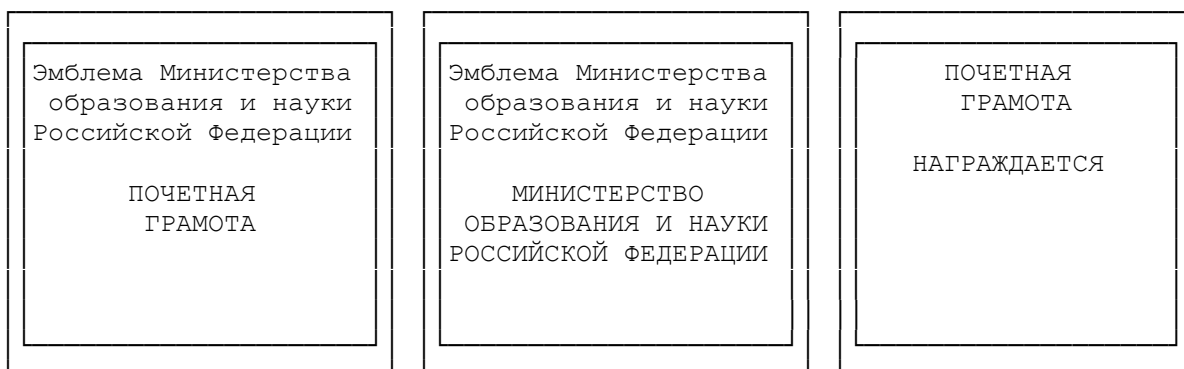 Эмблема Министерства
образования и науки
Российской Федерации
ПОЧЕТНАЯ
ГРАМОТА
Эмблема Министерства
образования и науки
Российской Федерации
МИНИСТЕРСТВО
ОБРАЗОВАНИЯ И НАУКИ
РОССИЙСКОЙ ФЕДЕРАЦИИ
ПОЧЕТНАЯ
ГРАМОТА
НАГРАЖДАЕТСЯ